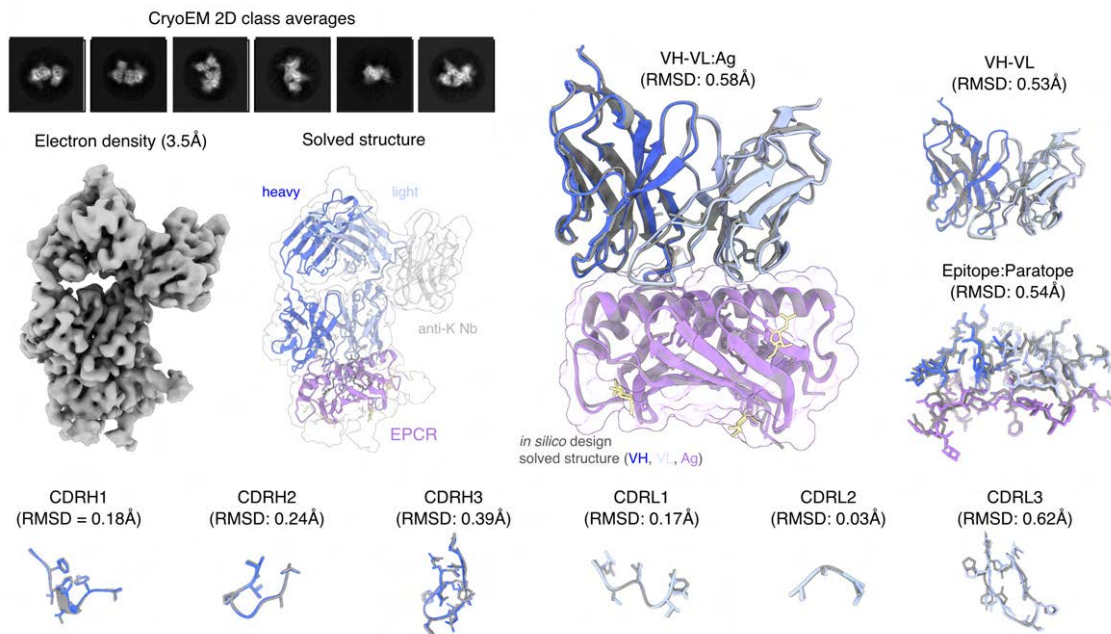 CryoEM 2D class averages
Electron density (3.5Å)
Solved structure
heavy
light
anti-K Nb
EPCR
VH-VL:Ag
(RMSD: 0.58Å)
in silico design
solved structure (VH, VL, Ag)
VH-VL
(RMSD: 0.53Å)
Epitope:Paratope
(RMSD: 0.54Å)
CDRH1
(RMSD = 0.18Å)
CDRH2
(RMSD: 0.24Å)
CDRH3
(RMSD: 0.39Å)
CDRL1
(RMSD: 0.17Å)
CDRL2
(RMSD: 0.03Å)
CDRL3
(RMSD: 0.62Å)